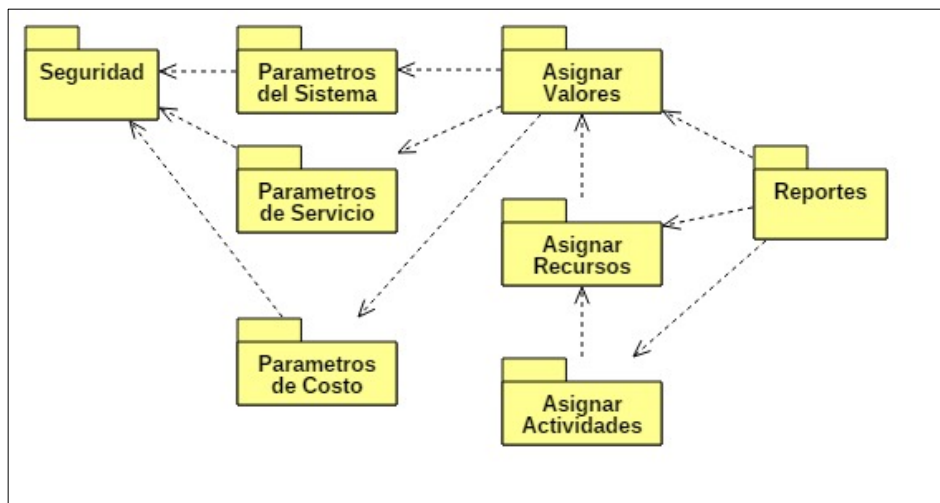 Seguridad
Parametros
del Sistema
Asignar
Valores
Parametros
de Servicio
Reportes
Asignar
Recursos
Parametros
de Costo
Asignar
Actividades